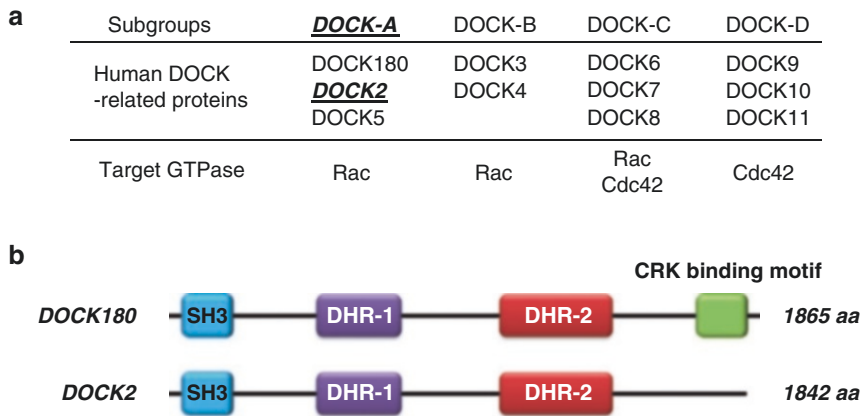 a
Subgroups DOCK-A DOCK-B DOCK-C DOCK-D
Human DOCK
-related proteins
DOCK180 DOCK3 DOCK6 DOCK9
DOCK2 DOCK4 DOCK7 DOCK10
DOCK5 DOCK8 DOCK11
Target GTPase Rac Rac Rac Cdc42 Cdc42
b
CRK binding motif
DOCK180 SH3 DHR-1 DHR-2 1865 aa
DOCK2 SH3 DHR-1 DHR-2 1842 aa